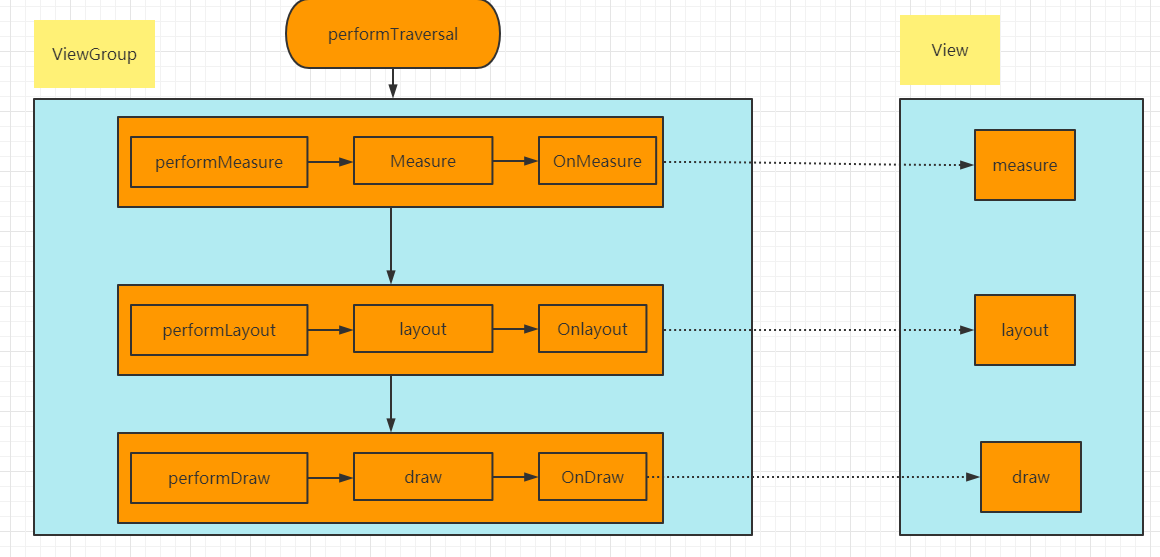 performTraversal
ViewGroup
View
performMeasure
Measure
OnMeasure
measure
performLayout
layout
Onlayout
layout
performDraw
draw
OnDraw
draw